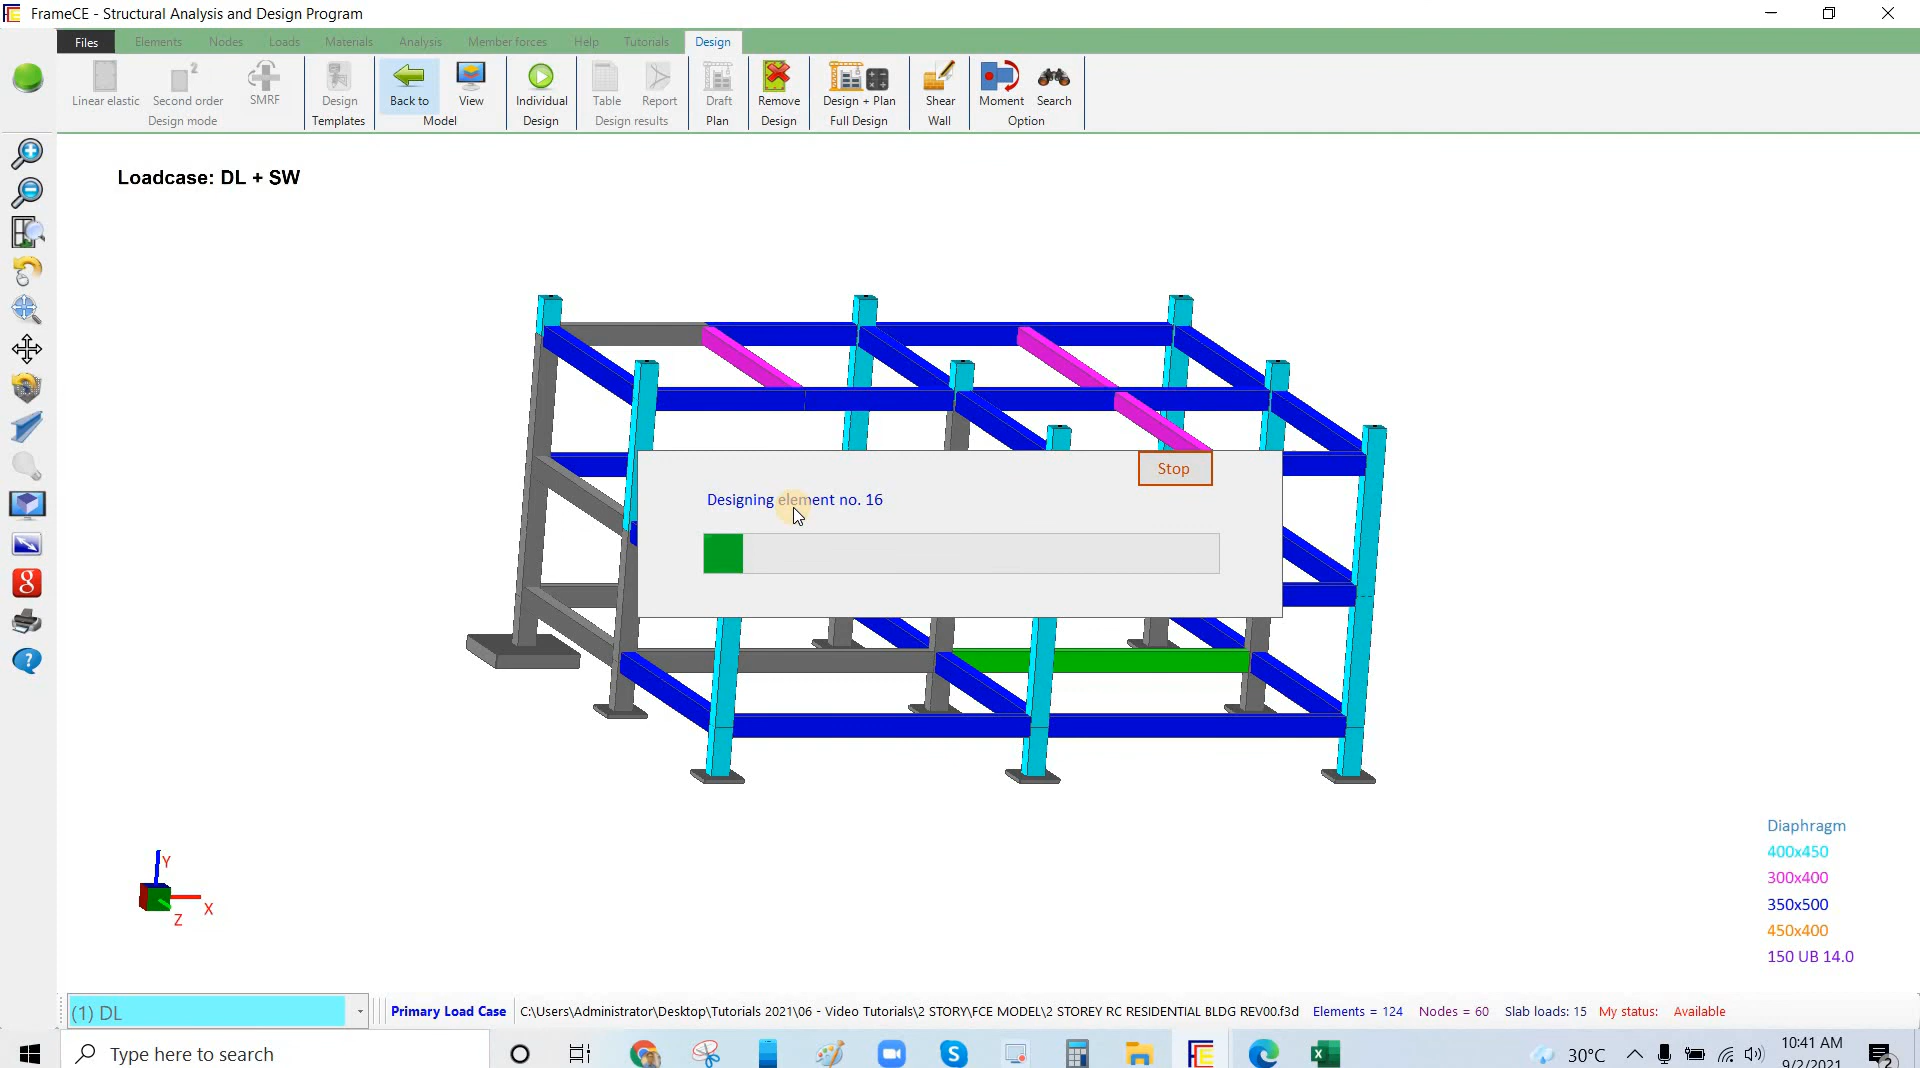 FrameCE - Structural Analysis and Design Program
Files Elements Nodes Loads Materials Analysis Member forces Help Tutorials Design
Linear elastic
Second order
SMRF
Design mode
Design
Templates
Back to
View
Model
Individual
Design
Table
Report
Design results
Draft
Plan
Remove
Design
Design + Plan
Full Design
Shear
Wall
Moment
Search
Option
Loadcase: DL + SW
Stop
Designing element no. 16
Y
X
Z
Diaphragm
400x450
300x400
350x500
450x400
150 UB 14.0
(1) DL
Primary Load Case
C:\Users\Administrator\Desktop\Tutorials 2021\06 - Video Tutorials\2 STORY\FCE MODEL\2 STOREY RC RESIDENTIAL BLDG REV00.f3d
Elements = 124
Nodes = 60
Slab loads: 15
My status:
Available
Type here to search
30°C
10:41 AM
9/2/2021
2